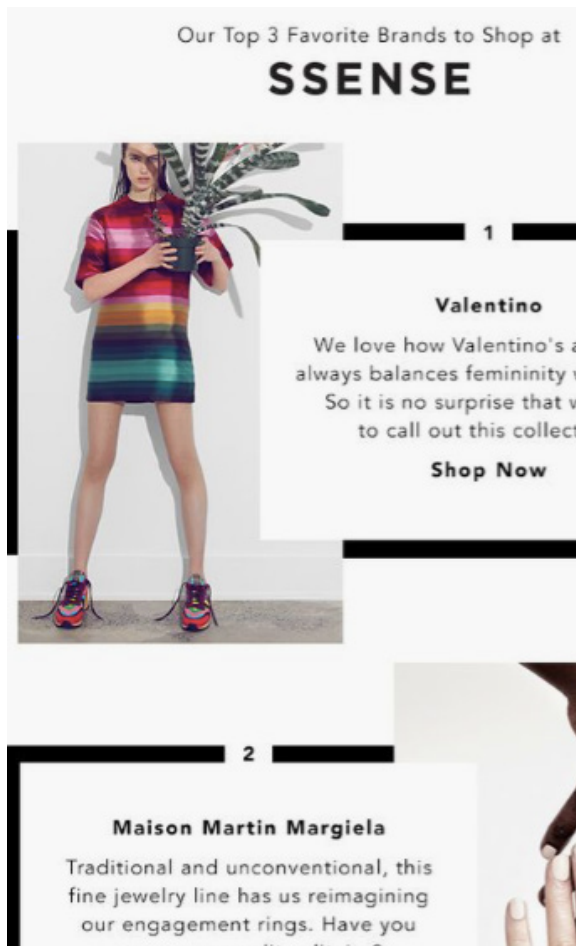 Our Top 3 Favorite Brands to Shop at
SSENSE
1
Valentino
We love how Valentino's
always balances femininity
So it is no surprise that
to call out this
Shop Now
2
Maison Martin Margiela
Traditional and unconventional, this
fine jewelry line has us reimagining
our engagement rings. Have you